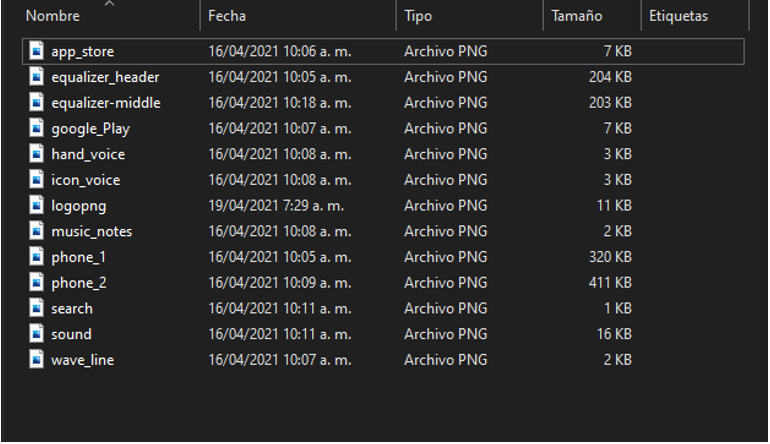 Nombre Fecha Tipo Tamaño Etiquetas
app_store 16/04/2021 10:06 a. m. Archivo PNG 7 KB
equalizer_header 16/04/2021 10:05 a. m. Archivo PNG 204 KB
equalizer-middle 16/04/2021 10:18 a. m. Archivo PNG 203 KB
google_Play 16/04/2021 10:07 a. m. Archivo PNG 7 KB
hand_voice 16/04/2021 10:08 a. m. Archivo PNG 3 KB
icon_voice 16/04/2021 10:08 a. m. Archivo PNG 3 KB
logopng 19/04/2021 7:29 a. m. Archivo PNG 11 KB
music_notes 16/04/2021 10:08 a. m. Archivo PNG 2 KB
phone_1 16/04/2021 10:05 a. m. Archivo PNG 320 KB
phone_2 16/04/2021 10:09 a. m. Archivo PNG 411 KB
search 16/04/2021 10:11 a. m. Archivo PNG 1 KB
sound 16/04/2021 10:11 a. m. Archivo PNG 16 KB
wave_line 16/04/2021 10:07 a. m. Archivo PNG 2 KB